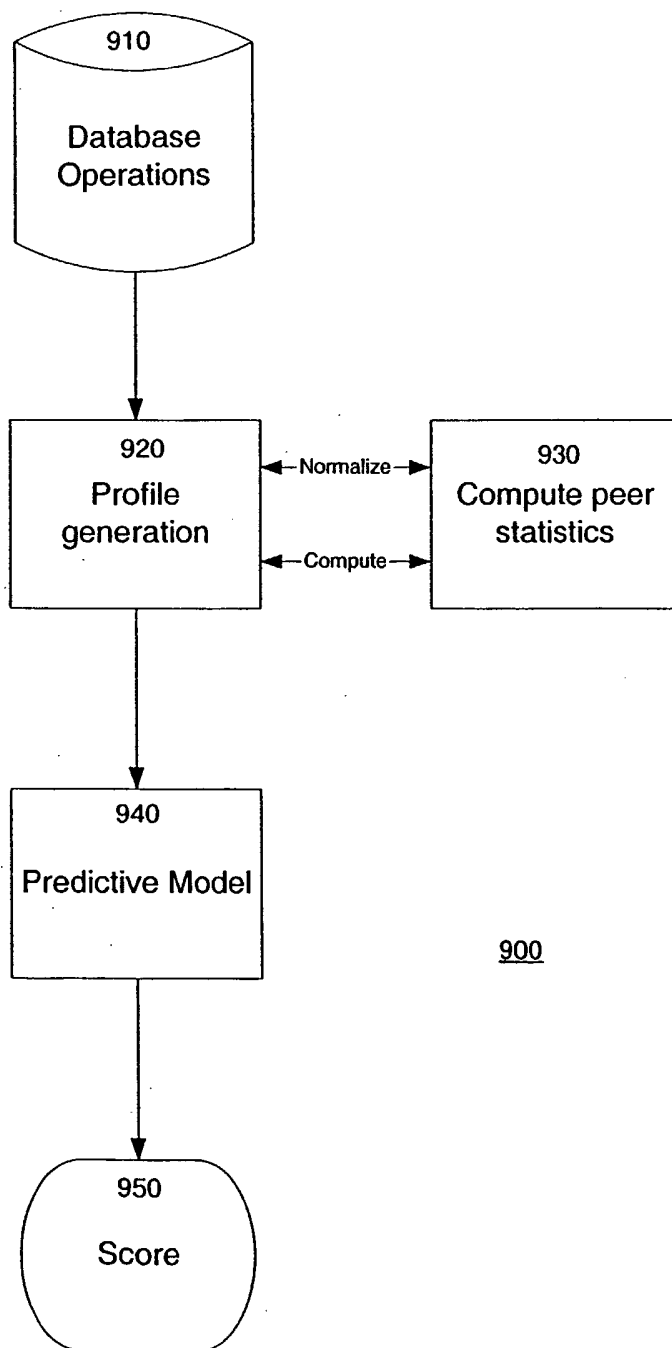 910
Database
Operations
920
Profile
generation
Normalize
Compute
930
Compute peer
statistics
940
Predictive Model
900
950
Score